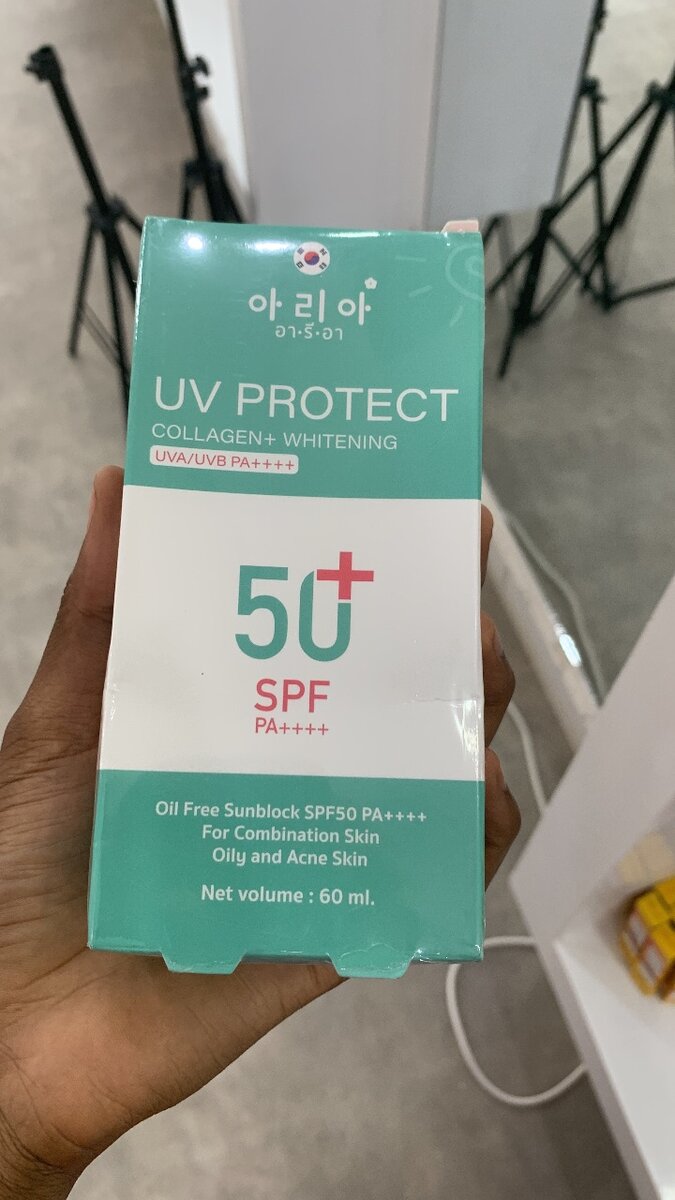 아리아
อา·รี·อา
UV PROTECT
COLLAGEN+ WHITENING
UVA/UVB PA++++
50+
SPF
PA++++
Oil Free Sunblock SPF50 PA++++
For Combination Skin
Oily and Acne Skin
Net volume : 60 ml.